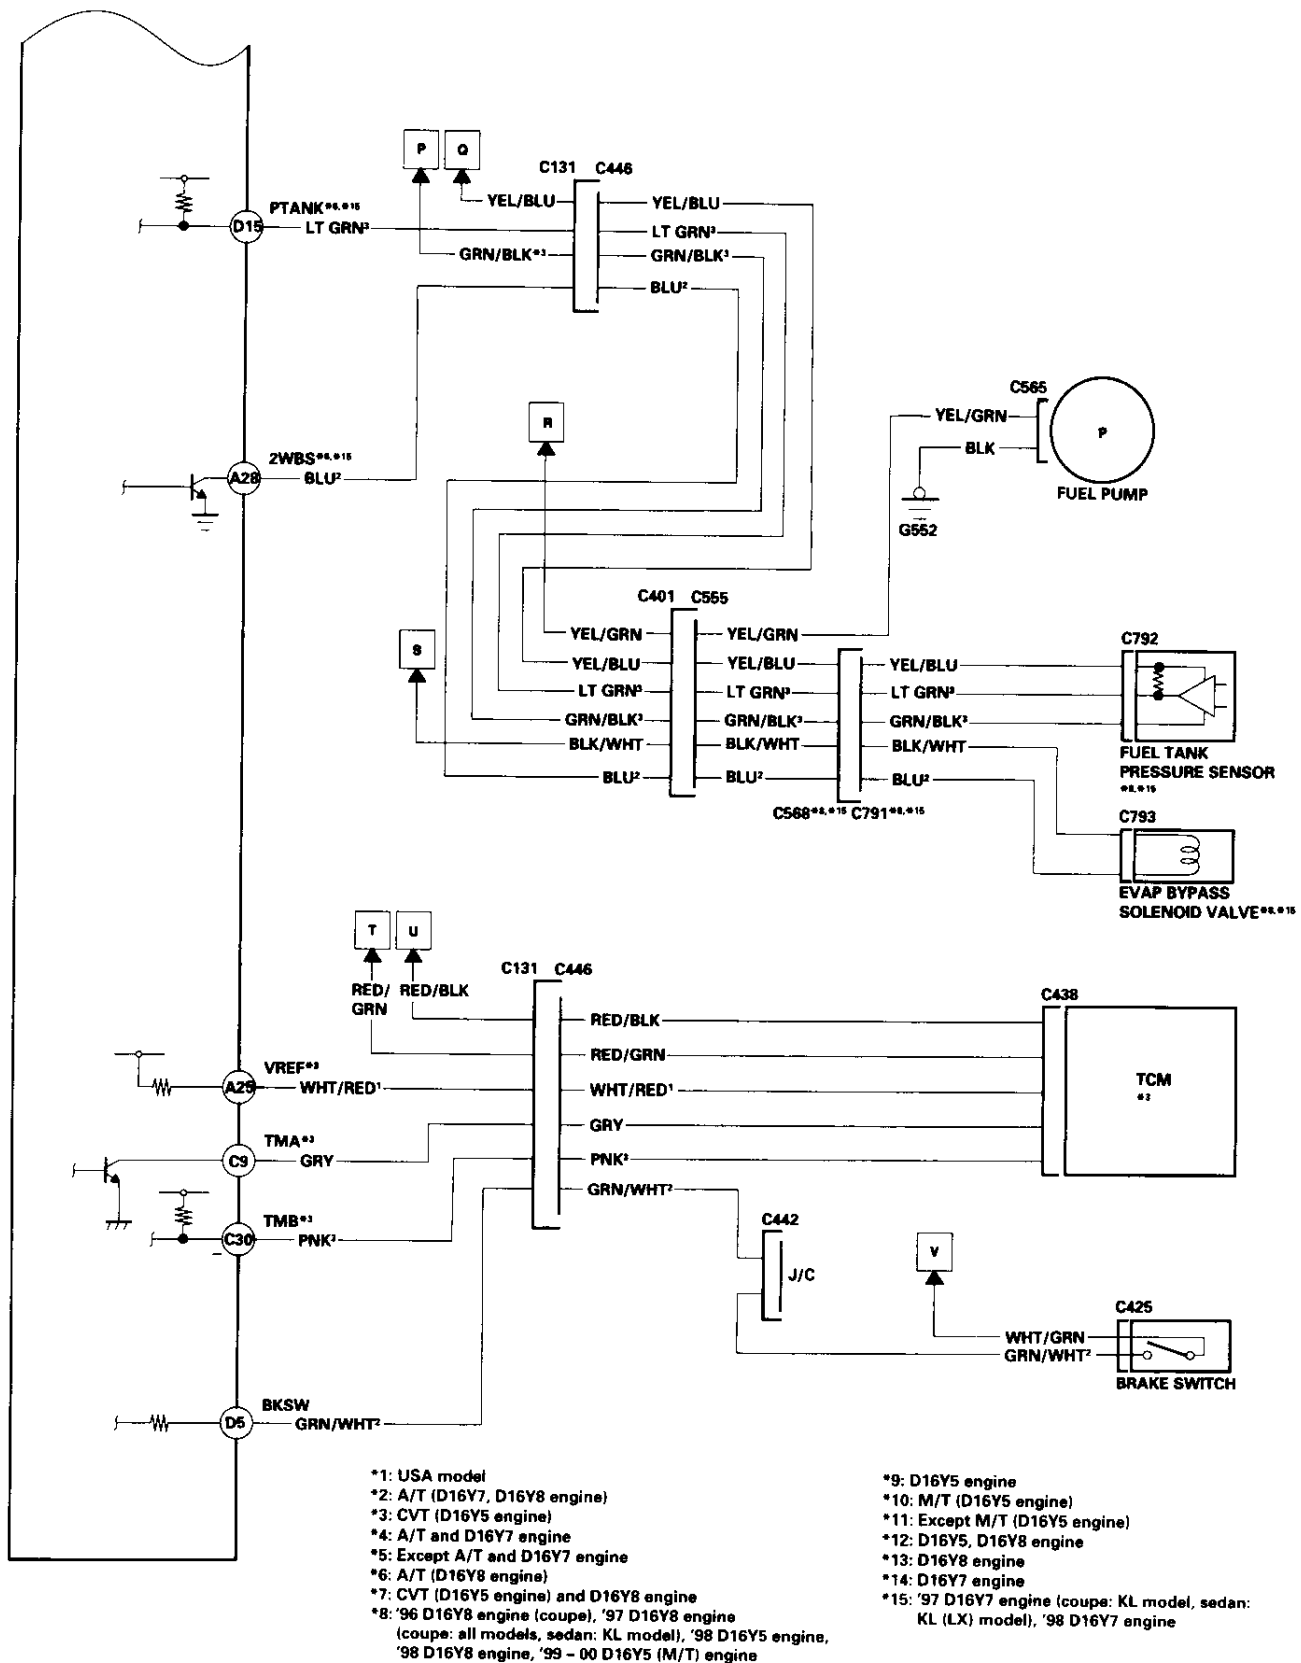 P Q
C131 C446
YEL/BLU YEL/BLU
PTANK*8,*15
D15 LT GRN³ LT GRN³
GRN/BLK*3 GRN/BLK³
BLU²
C565
YEL/GRN
P
BLK
FUEL PUMP
G552
R
2WBS*8,*15
A28 BLU²
C401 C555
YEL/GRN YEL/GRN
S
C792
YEL/BLU YEL/BLU YEL/BLU
LT GRN³ LT GRN³ LT GRN³
GRN/BLK³ GRN/BLK³ GRN/BLK³
BLK/WHT BLK/WHT BLK/WHT
BLU² BLU² BLU²
FUEL TANK
PRESSURE SENSOR
*8,*15
C568*8,*15 C791*8,*15
C793
EVAP BYPASS
SOLENOID VALVE*8,*15
T U
C131 C446
RED/
GRN
RED/BLK
C438
RED/BLK
RED/GRN
VREF*3
A25 WHT/RED¹ WHT/RED¹
TCM
*3
TMA*3
C9 GRY GRY
PNK³
GRN/WHT²
TMB*3
C30 PNK³
C442
J/C
V
C425
WHT/GRN
GRN/WHT²
BRAKE SWITCH
BKSW
D5 GRN/WHT²
*1: USA model
*2: A/T (D16Y7, D16Y8 engine)
*3: CVT (D16Y5 engine)
*4: A/T and D16Y7 engine
*5: Except A/T and D16Y7 engine
*6: A/T (D16Y8 engine)
*7: CVT (D16Y5 engine) and D16Y8 engine
*8: '96 D16Y8 engine (coupe), '97 D16Y8 engine
(coupe: all models, sedan: KL model), '98 D16Y5 engine,
'98 D16Y8 engine, '99 – 00 D16Y5 (M/T) engine
*9: D16Y5 engine
*10: M/T (D16Y5 engine)
*11: Except M/T (D16Y5 engine)
*12: D16Y5, D16Y8 engine
*13: D16Y8 engine
*14: D16Y7 engine
*15: '97 D16Y7 engine (coupe: KL model, sedan:
KL (LX) model), '98 D16Y7 engine